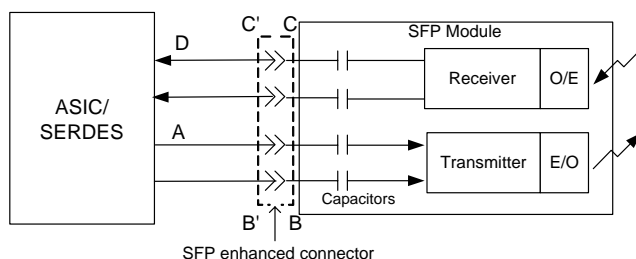 C' C
SFP Module
D
Receiver O/E
ASIC/
SERDES
A
Transmitter E/O
Capacitors
B' B
SFP enhanced connector